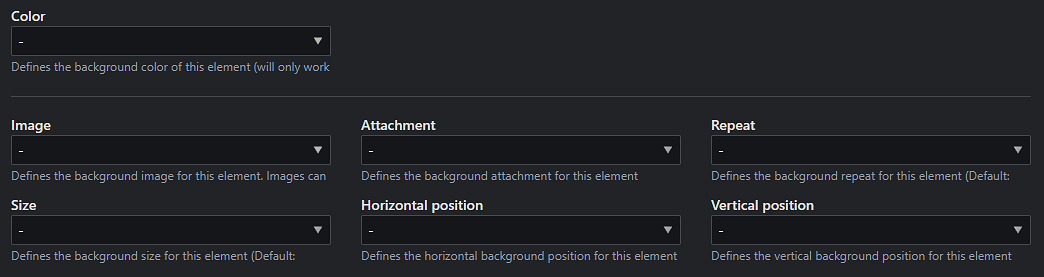 Color
-
Defines the background color of this element (will only work
Image
Attachment
Repeat
-
-
-
Defines the background image for this element. Images can
Defines the background attachment for this element
Defines the background repeat for this element (Default:
Size
Horizontal position
Vertical position
-
-
-
Defines the background size for this element (Default:
Defines the horizontal background position for this element
Defines the vertical background position for this element